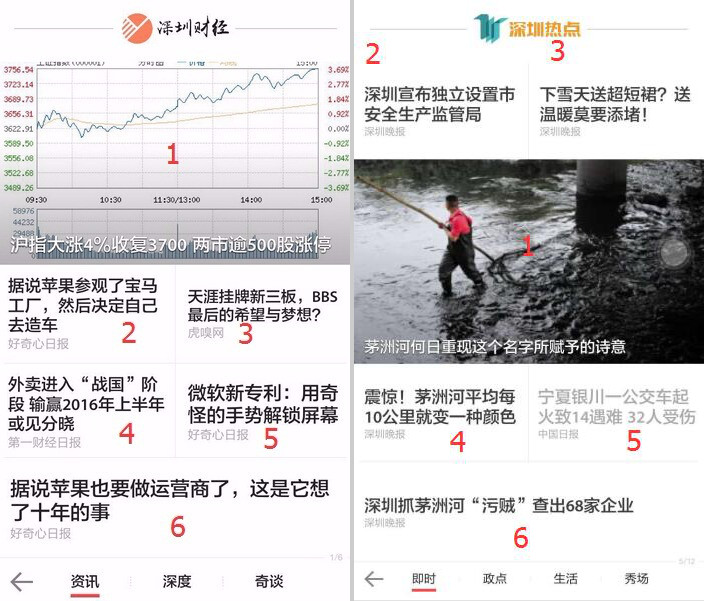 深圳财经
3756.54
3.69%
3723.14
2.77%
3689.73
1.84%
3656.31
0.92%
3622.91
0.00%
3589.50
-0.92%
3556.08
-1.84%
3522.68
-2.77%
3489.26
-3.69%
1
09:30
10:30
11:30/13:00
14:00
15:00
58976
44232
29488
沪指大涨4%收复3700 两市逾500股涨停
据说苹果参观了宝马
工厂,然后决定自己
去造车
好奇心日报
2
天涯挂牌新三板,BBS
最后的希望与梦想?
虎嗅网
3
外卖进入“战国”阶
段 输赢2016年上半年
或见分晓
第一财经日报
4
微软新专利:用奇
怪的手势解锁屏幕
好奇心日报
5
据说苹果也要做运营商了,这是它想
了十年的事
好奇心日报
6
1/6
资讯
深度
奇谈
深圳热点
2
深圳宣布独立设置市
安全生产监管局
深圳晚报
3
下雪天送超短裙?送
温暖莫要添堵!
深圳晚报
1
茅洲河何日重现这个名字所赋予的诗意
震惊!茅洲河平均每
10公里就变一种颜色
深圳晚报
4
宁夏银川一公交车起
火致14遇难 32人受伤
中国日报
5
深圳抓茅洲河“污贼”查出68家企业
深圳晚报
6
5/12
即时
政点
生活
秀场